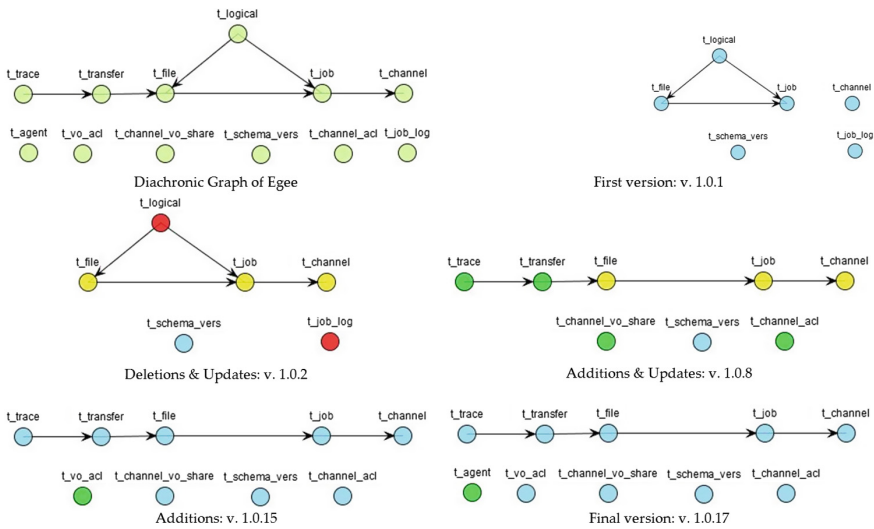 t_logical
t_trace t_transfer t_file t_job t_channel
t_agent t_vo_acl t_channel_vo_share t_schema_vers t_channel_acl t_job_log
Diachronic Graph of Egee
t_logical
t_file t_job t_channel
t_schema_vers t_job_log
First version: v. 1.0.1
t_logical
t_file t_job t_channel
t_schema_vers t_job_log
Deletions & Updates: v. 1.0.2
t_trace t_transfer t_file t_job t_channel
t_channel_vo_share t_schema_vers t_channel_acl
Additions & Updates: v. 1.0.8
t_trace t_transfer t_file t_job t_channel
t_vo_acl t_channel_vo_share t_schema_vers t_channel_acl
Additions: v. 1.0.15
t_trace t_transfer t_file t_job t_channel
t_agent t_vo_acl t_channel_vo_share t_schema_vers t_channel_acl
Final version: v. 1.0.17